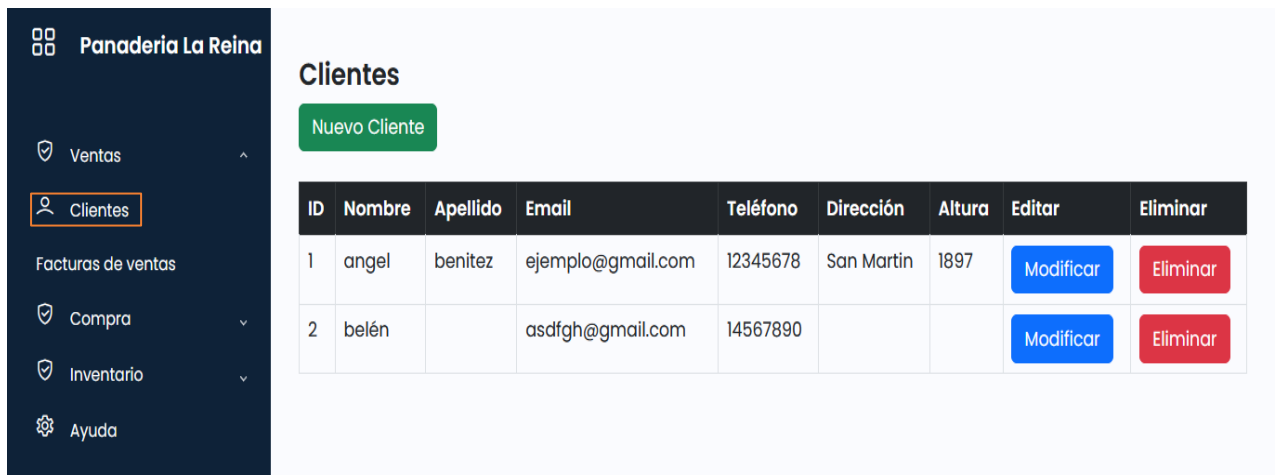 Panaderia La Reina
Ventas
Clientes
Facturas de ventas
Compra
Inventario
Ayuda
Clientes
Nuevo Cliente
ID Nombre Apellido Email Teléfono Dirección Altura Editar Eliminar
1 angel benitez ejemplo@gmail.com 12345678 San Martin 1897 Modificar Eliminar
2 belén asdfgh@gmail.com 14567890 Modificar Eliminar